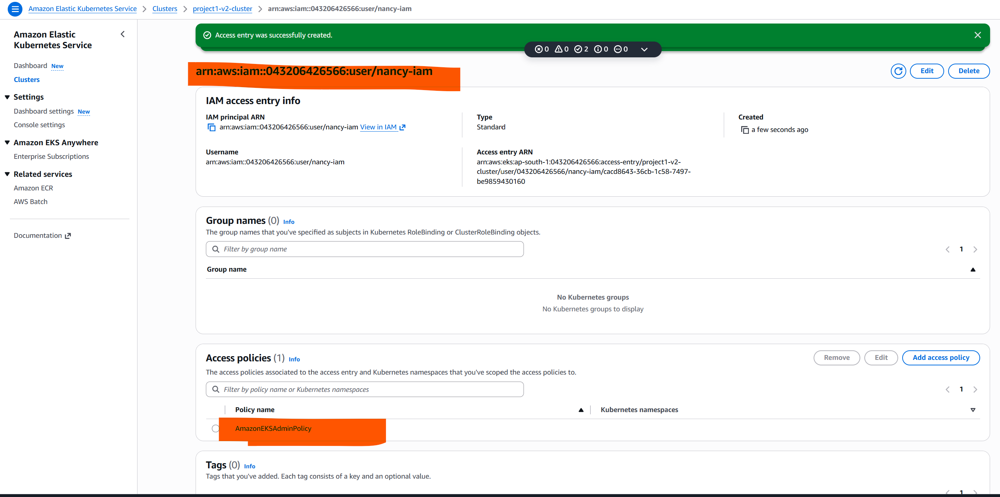 Amazon Elastic Kubernetes Service > Clusters > project1-v2-cluster > arn:aws:iam::043206426566:user/nancy-iam
Amazon Elastic
Kubernetes Service
Dashboard New
Clusters
Settings
Dashboard settings New
Console settings
Amazon EKS Anywhere
Enterprise Subscriptions
Related services
Amazon ECR
AWS Batch
Documentation
Access entry was successfully created.
0 0 2 0 0
arn:aws:iam::043206426566:user/nancy-iam
Edit
Delete
IAM access entry info
IAM principal ARN
arn:aws:iam::043206426566:user/nancy-iam View in IAM
Type
Standard
Created
a few seconds ago
Username
arn:aws:iam::043206426566:user/nancy-iam
Access entry ARN
arn:aws:eks:ap-south-1:043206426566:access-entry/project1-v2-
cluster/user/043206426566/nancy-iam/cacd8643-36cb-1c58-7497-
be9859430160
Group names (0) Info
The group names that you've specified as subjects in Kubernetes RoleBinding or ClusterRoleBinding objects.
Filter by group name
1
Group name
No Kubernetes groups
No Kubernetes groups to display
Access policies (1) Info
Remove
Edit
Add access policy
The access policies associated to the access entry and Kubernetes namespaces that you've scoped the access policies to.
Filter by policy name or Kubernetes namespaces
1
Policy name
Kubernetes namespaces
AmazonEKSAdminPolicy
Tags (0) Info
Tags that you've added. Each tag consists of a key and an optional value.
1